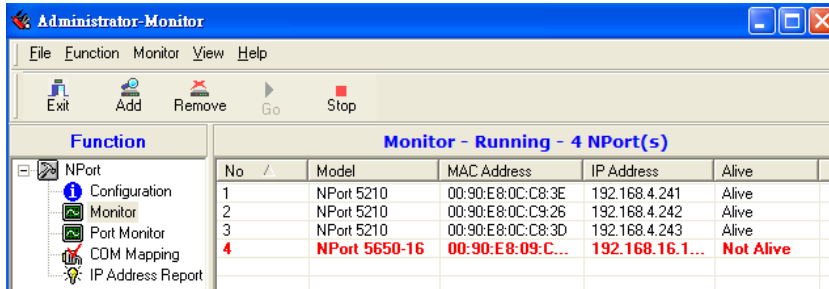 Administrator-Monitor
File Function Monitor View Help
Exit Add Remove Go Stop
Function
Monitor - Running - 4 NPort(s)
NPort
Configuration
Monitor
Port Monitor
COM Mapping
IP Address Report
No Model MAC Address IP Address Alive
1 NPort 5210 00:90:E8:0C:C8:3E 192.168.4.241 Alive
2 NPort 5210 00:90:E8:0C:C9:26 192.168.4.242 Alive
3 NPort 5210 00:90:E8:0C:C8:3D 192.168.4.243 Alive
4 NPort 5650-16 00:90:E8:09:C... 192.168.16.1... Not Alive